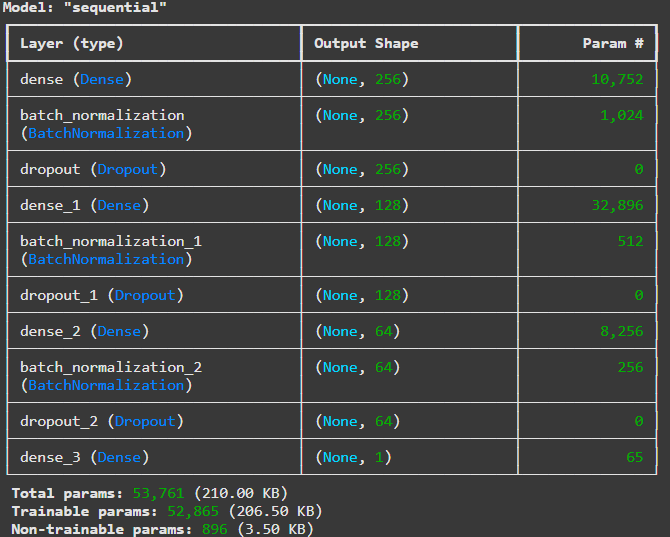 Model: "sequential"
Layer (type) Output Shape Param #
dense (Dense) (None, 256) 10,752
batch_normalization (None, 256) 1,024
(BatchNormalization)
dropout (Dropout) (None, 256) 0
dense_1 (Dense) (None, 128) 32,896
batch_normalization_1 (None, 128) 512
(BatchNormalization)
dropout_1 (Dropout) (None, 128) 0
dense_2 (Dense) (None, 64) 8,256
batch_normalization_2 (None, 64) 256
(BatchNormalization)
dropout_2 (Dropout) (None, 64) 0
dense_3 (Dense) (None, 1) 65
Total params: 53,761 (210.00 KB)
Trainable params: 52,865 (206.50 KB)
Non-trainable params: 896 (3.50 KB)